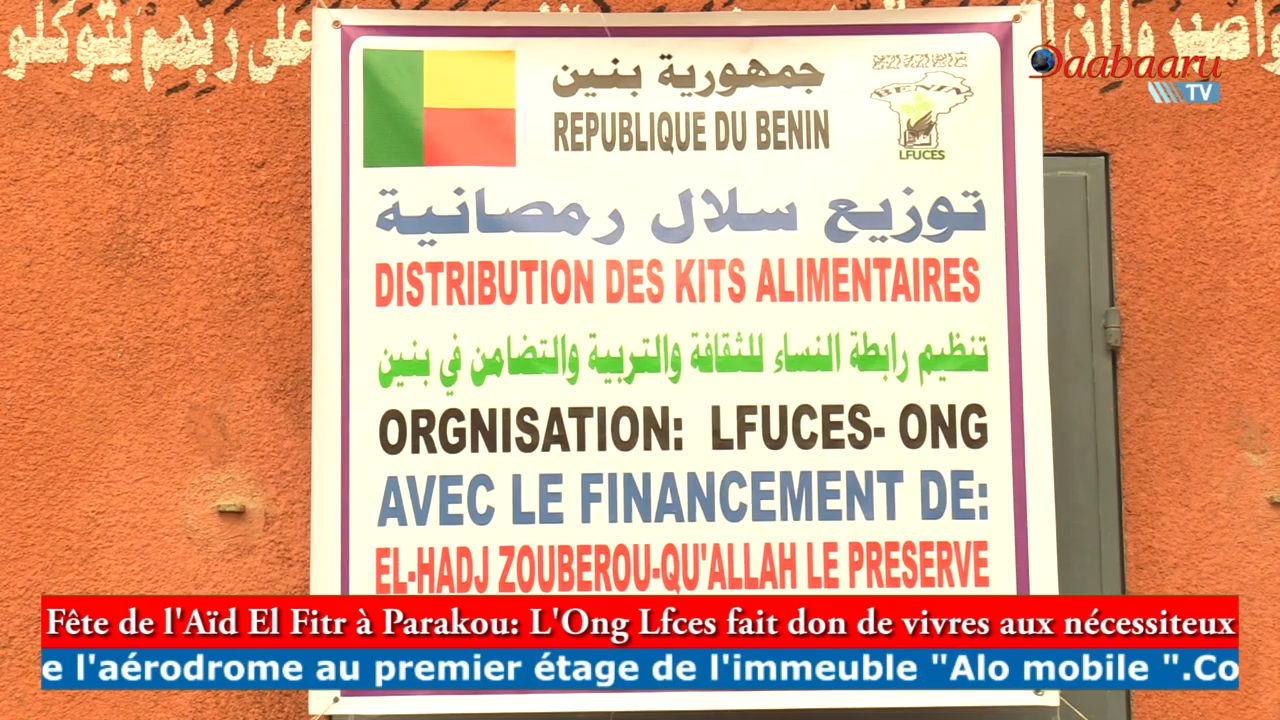 واصبر والن
على ربهم يتوكلو
Daabaaru
TV
جمهورية بنين
REPUBLIQUE DU BENIN
BENIN
LFUCES
توزيع سلال رمصانية
DISTRIBUTION DES KITS ALIMENTAIRES
تنظيم رابطة النساء للثقافة والتربية والتضامن في بنين
ORGNISATION: LFUCES- ONG
AVEC LE FINANCEMENT DE:
EL-HADJ ZOUBEROU-QU'ALLAH LE PRESERVE
Fête de l'Aïd El Fitr à Parakou: L'Ong Lfces fait don de vivres aux nécessiteux
e l'aérodrome au premier étage de l'immeuble "Alo mobile ".Co